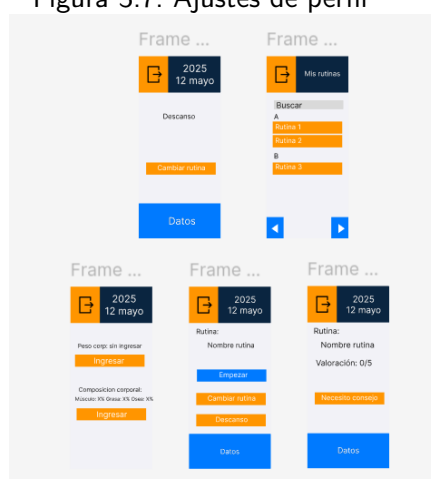 Figura 5.7: Ajustes de perfil
Frame ...
2025
12 mayo
Descanso
Cambiar rutina
Datos
Frame ...
Mis rutinas
Buscar
A
Rutina 1
Rutina 2
B
Rutina 3
Frame ...
2025
12 mayo
Peso corp: sin ingresar
Ingresar
Composicion corporal:
Músculo: X% Grasa: X% Osea: X%
Ingresar
Frame ...
2025
12 mayo
Rutina:
Nombre rutina
Empezar
Cambiar rutina
Descanso
Datos
Frame ...
2025
12 mayo
Rutina:
Nombre rutina
Valoración: 0/5
Necesito consejo
Datos